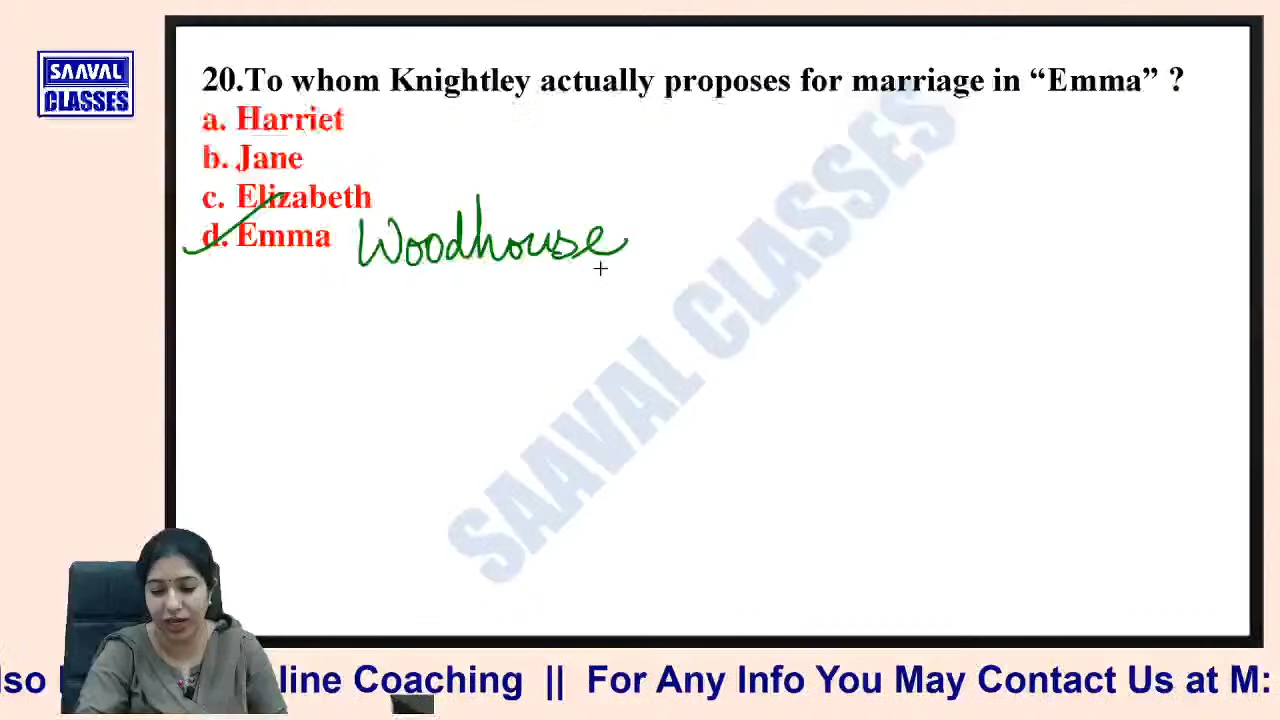 SAAVAL
CLASSES
20.To whom Knightley actually proposes for marriage in “Emma” ?
a. Harriet
b. Jane
c. Elizabeth
d. Emma Woodhouse
SAAVAL CLASSES
lso line Coaching || For Any Info You May Contact Us at M: